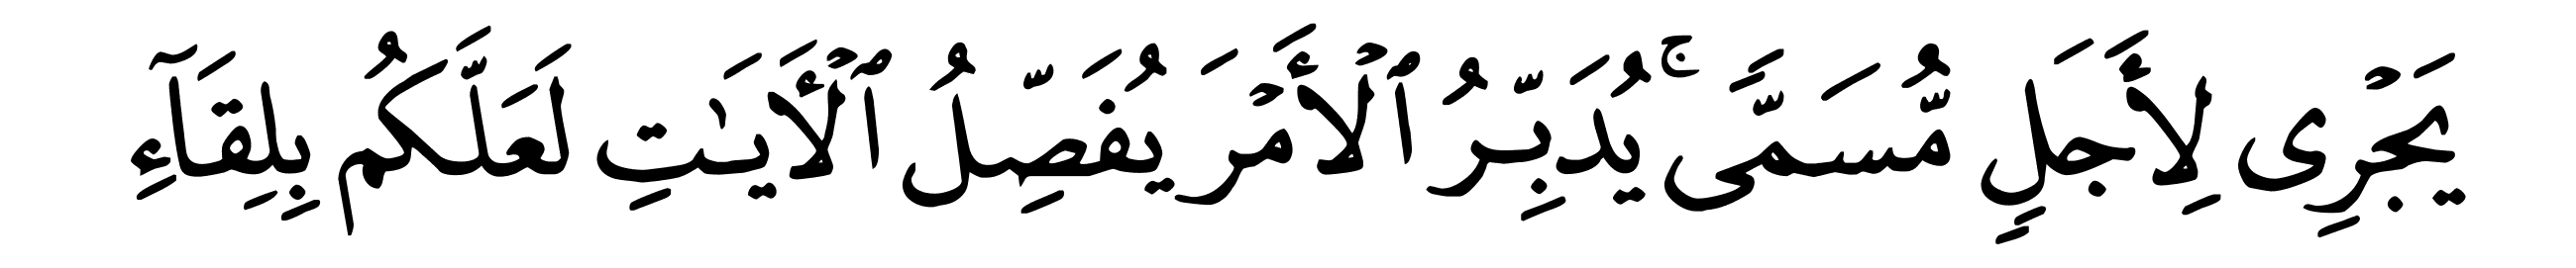 يَجْرِى لِأَجَلٍ مُّسَمًّى ۚ يُدَبِّرُ ٱلْأَمْرَ يُفَصِّلُ ٱلْأَيَـٰتِ لَعَلَّكُم بِلِقَآءِ